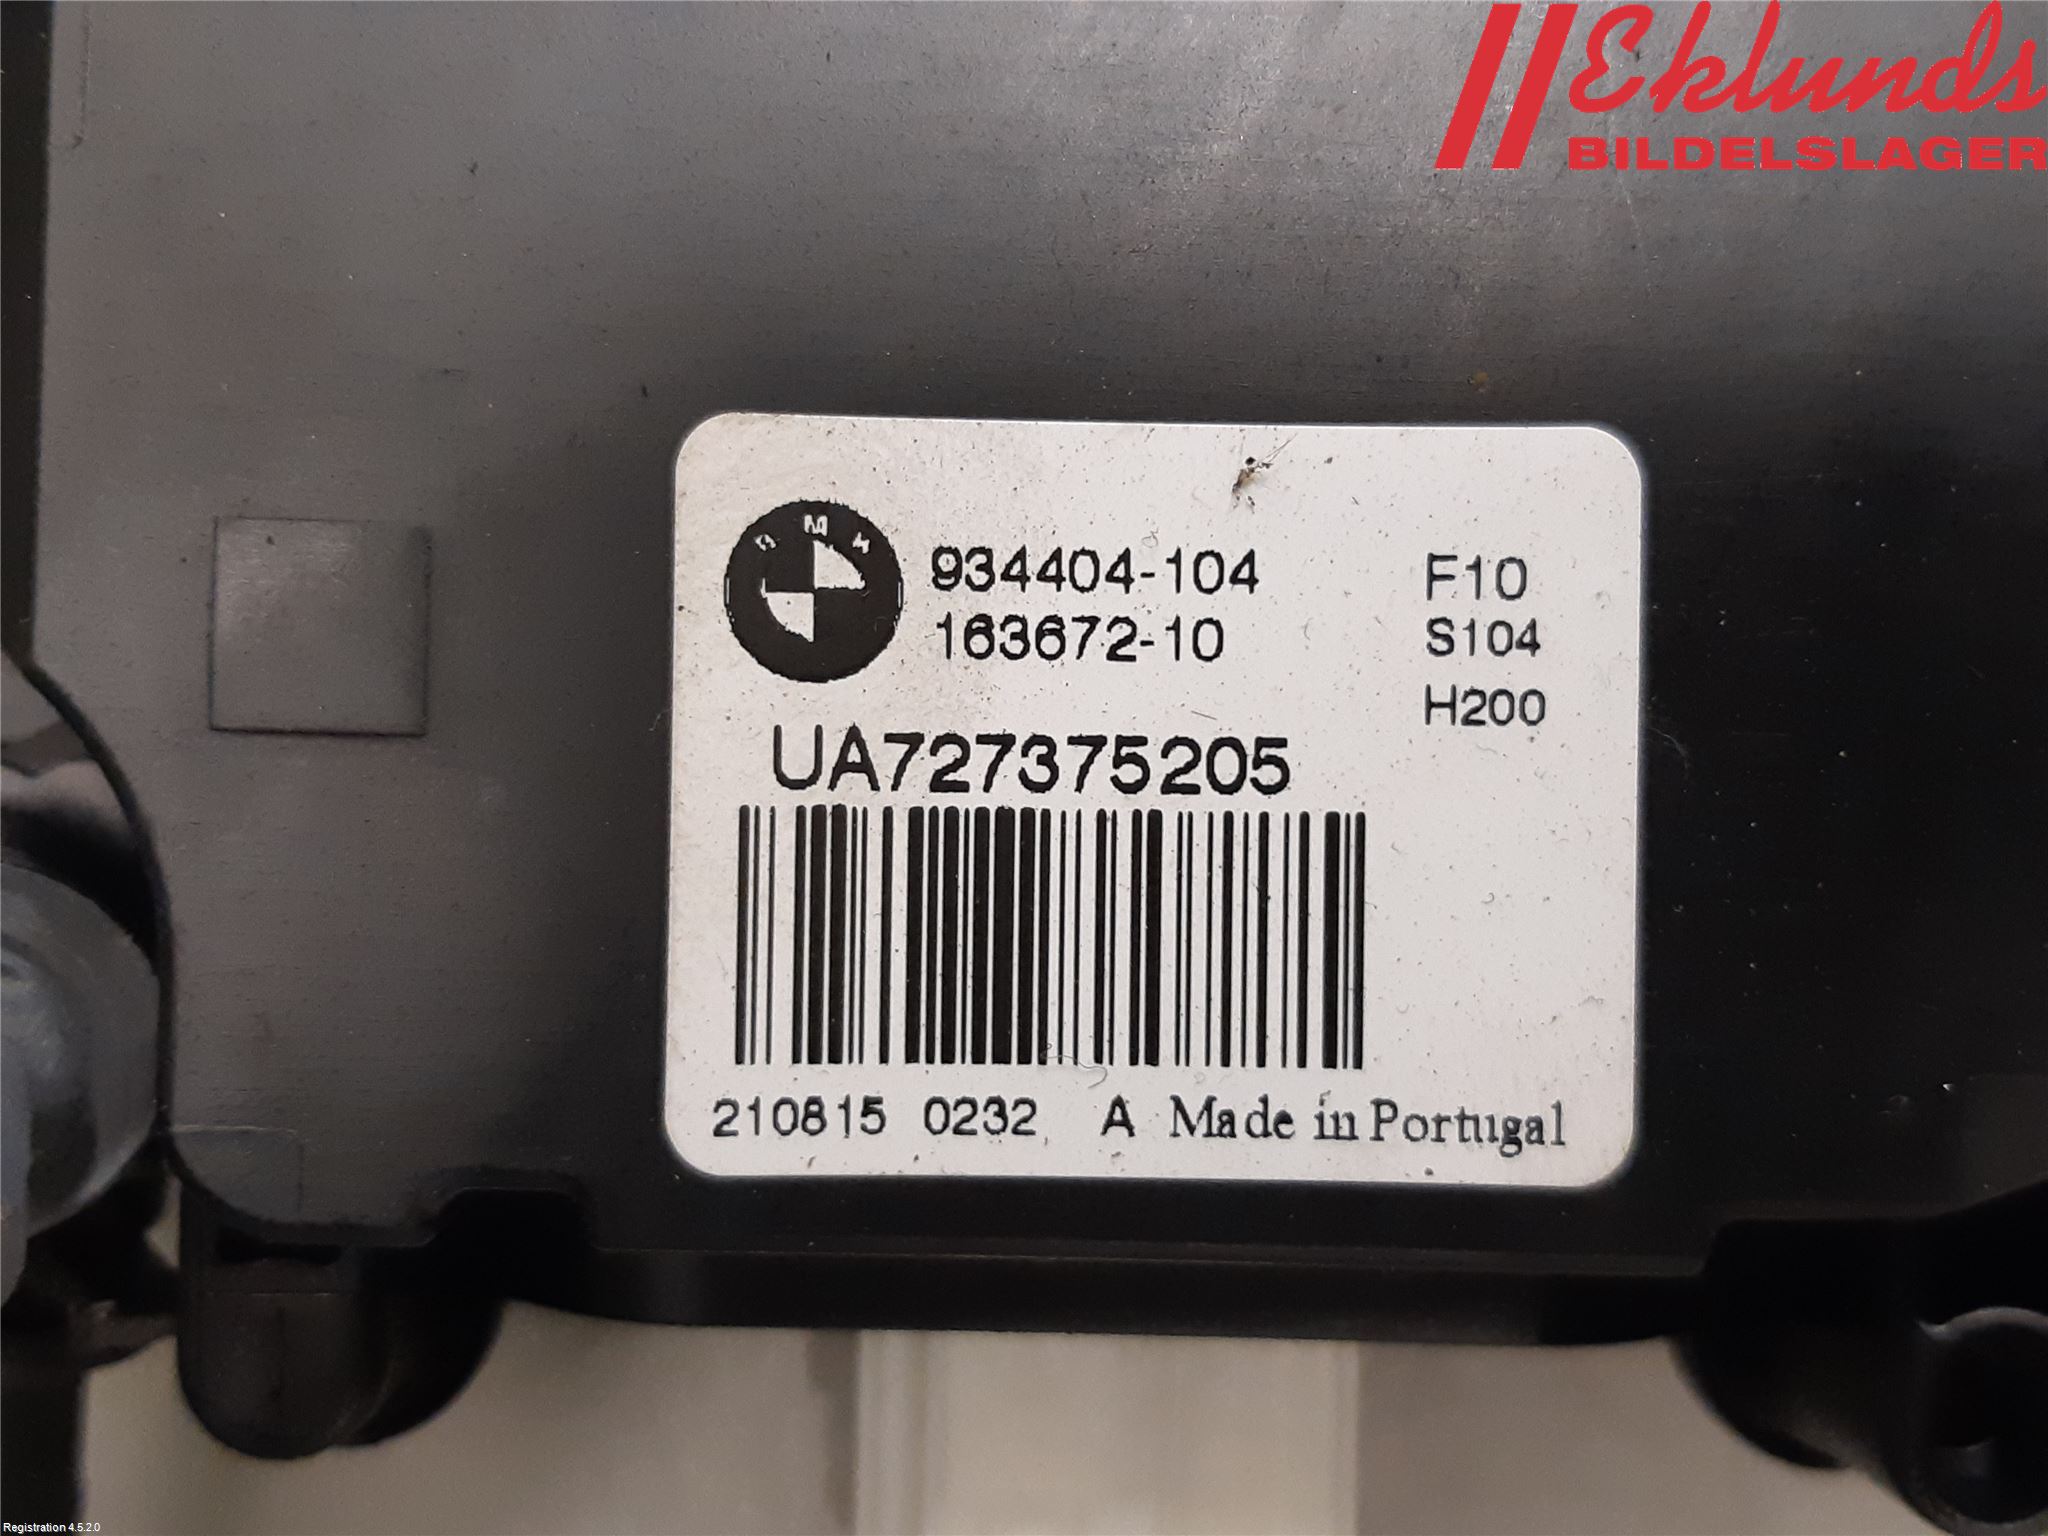 Eklunds
BILDELSLAGER
BMW
934404-104 F10
163672-10 S104
H200
UA727375205
210815 0232 A Made in Portugal
Registration 4.5.2.0